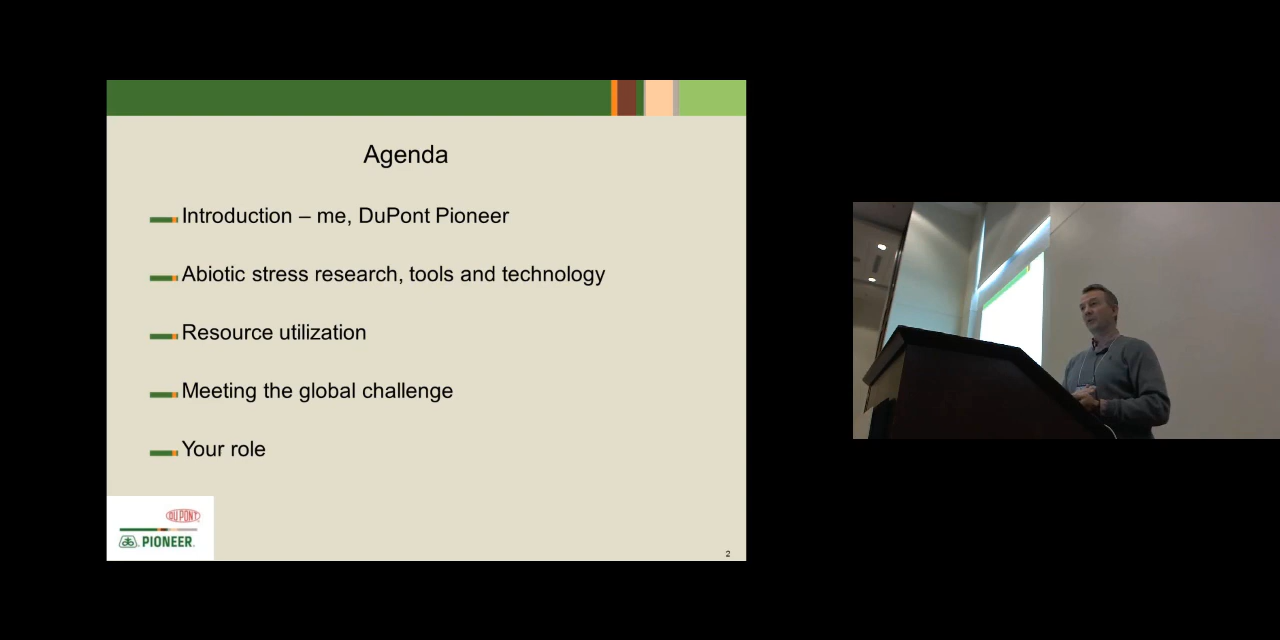 Agenda
Introduction – me, DuPont Pioneer
Abiotic stress research, tools and technology
Resource utilization
Meeting the global challenge
Your role
DUPONT
PIONEER.
2